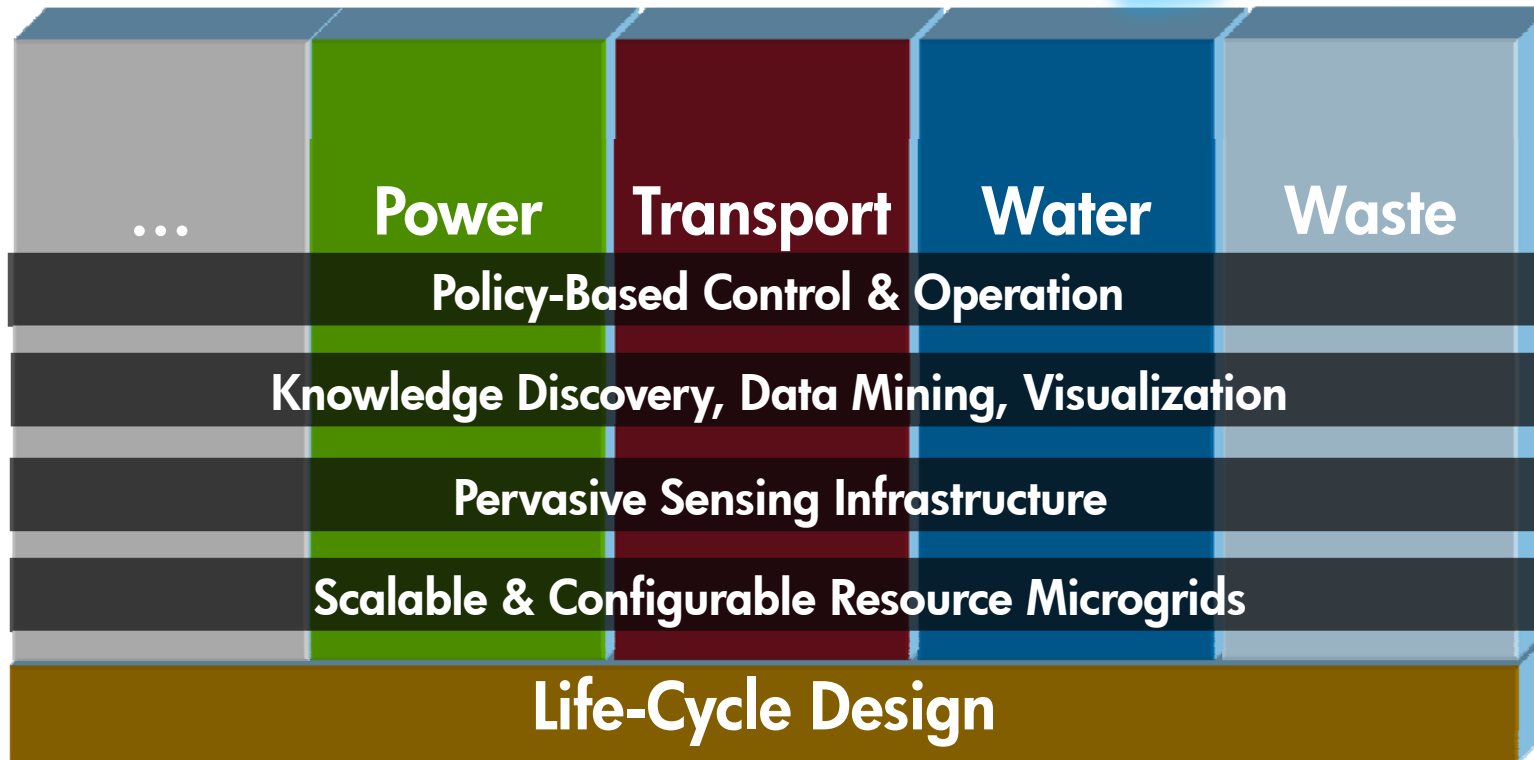 ... Power Transport Water Waste
Policy-Based Control & Operation
Knowledge Discovery, Data Mining, Visualization
Pervasive Sensing Infrastructure
Scalable & Configurable Resource Microgrids
Life-Cycle Design